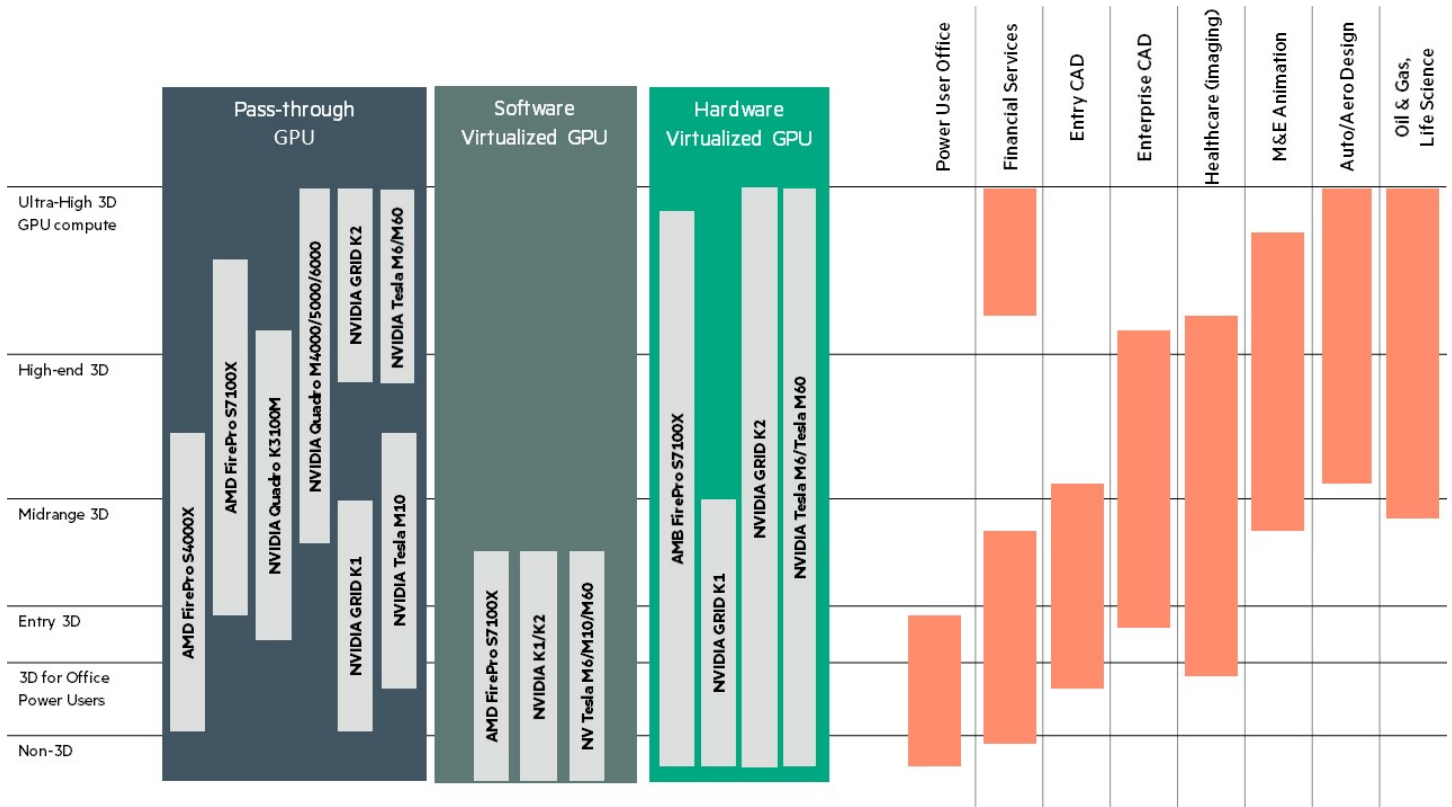 Pass-through
GPU
Software
Virtualized GPU
Hardware
Virtualized GPU
Power User Office
Financial Services
Entry CAD
Enterprise CAD
Healthcare (imaging)
M&E Animation
Auto/Aero Design
Oil & Gas,
Life Science
Ultra-High 3D
GPU compute
High-end 3D
Midrange 3D
Entry 3D
3D for Office
Power Users
Non-3D
AMD FirePro S4000X
AMD FirePro S7100X
NVIDIA Quadro K3100M
NVIDIA Quadro M4000/5000/6000
NVIDIA GRID K2
NVIDIA Tesla M6/M60
NVIDIA GRID K1
NVIDIA Tesla M10
AMD FirePro S7100X
NVIDIA K1/K2
NV Tesla M6/M10/M60
AMB FirePro S7100X
NVIDIA GRID K1
NVIDIA GRID K2
NVIDIA Tesla M6/Tesla M60